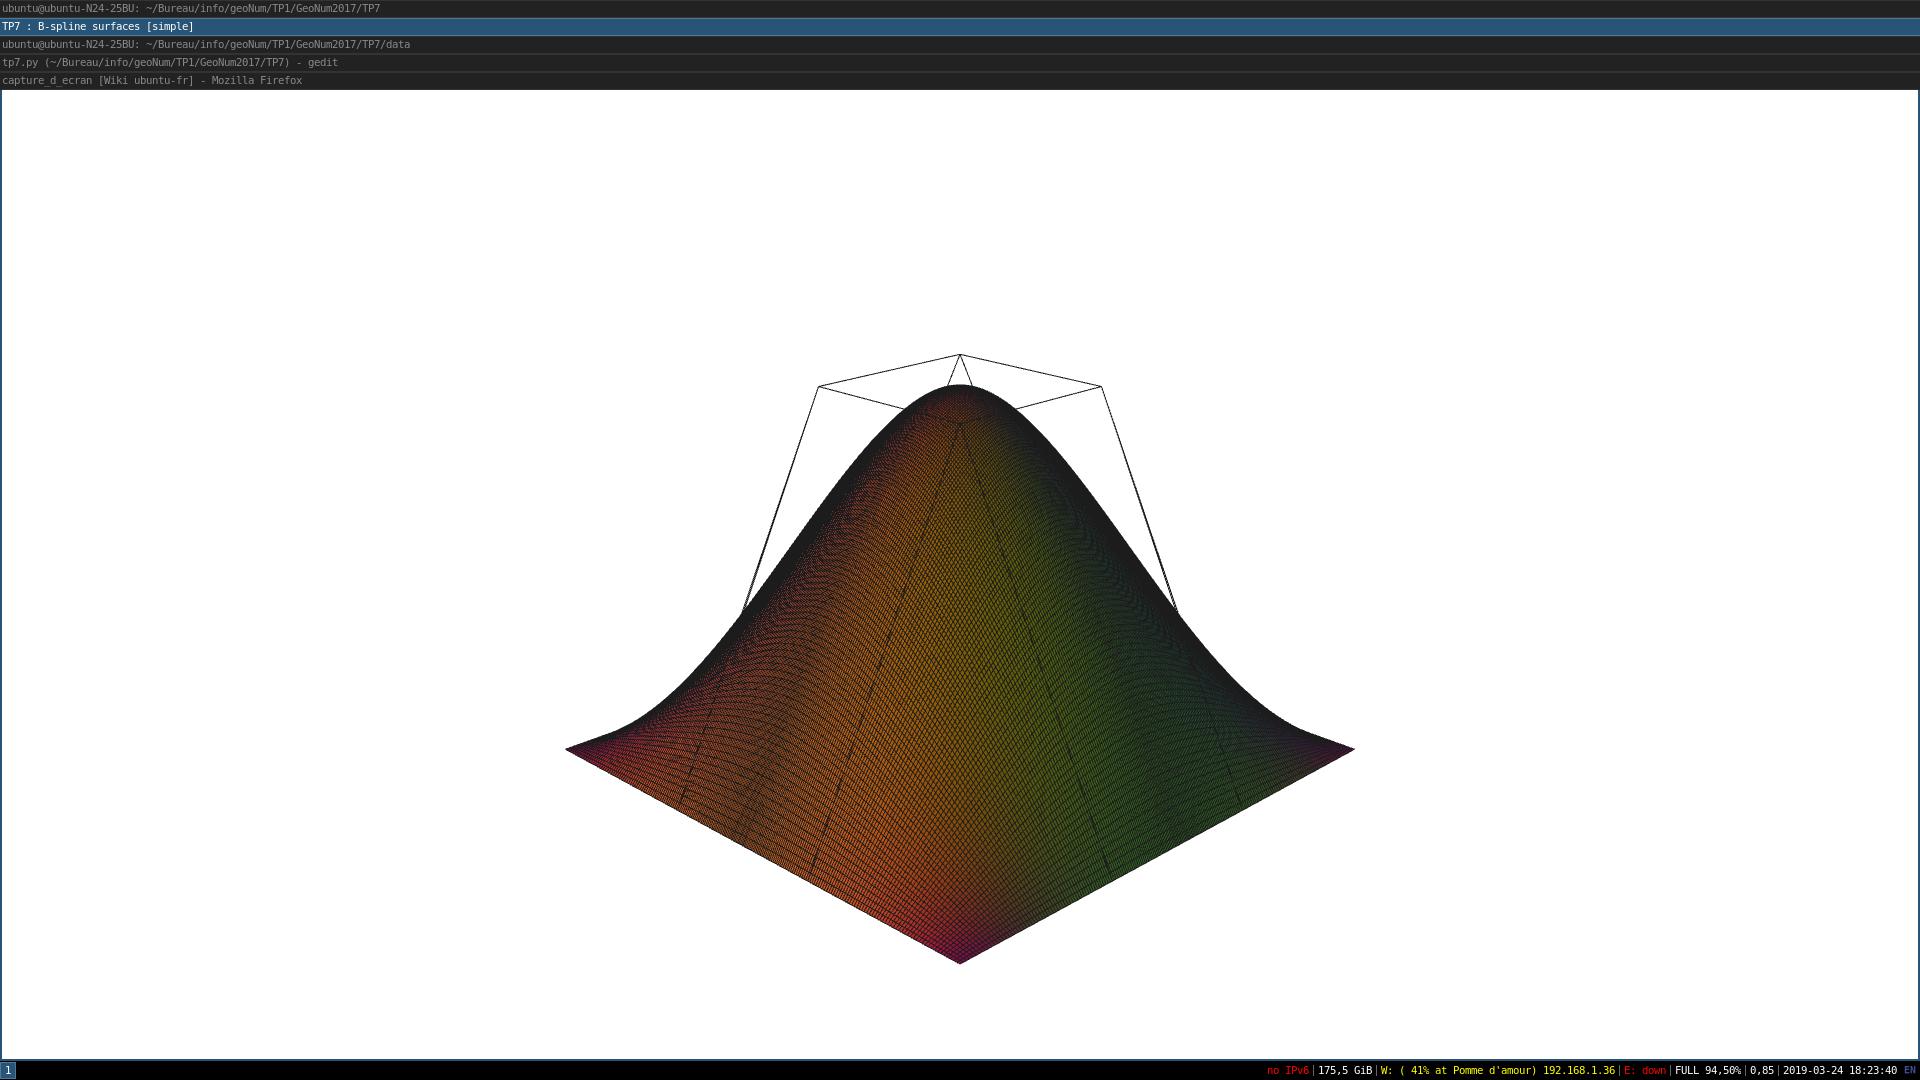 ubuntu@ubuntu-N24-25BU: ~/Bureau/info/geoNum/TP1/GeoNum2017/TP7
TP7 : B-spline surfaces [simple]
ubuntu@ubuntu-N24-25BU: ~/Bureau/info/geoNum/TP1/GeoNum2017/TP7/data
tp7.py (~/Bureau/info/geoNum/TP1/GeoNum2017/TP7) - gedit
capture_d_ecran [Wiki ubuntu-fr] - Mozilla Firefox
1 no IPv6|175,5 GiB|W: ( 41% at Pomme d'amour) 192.168.1.36|E: down|FULL 94,50%|0,85|2019-03-24 18:23:40 EN